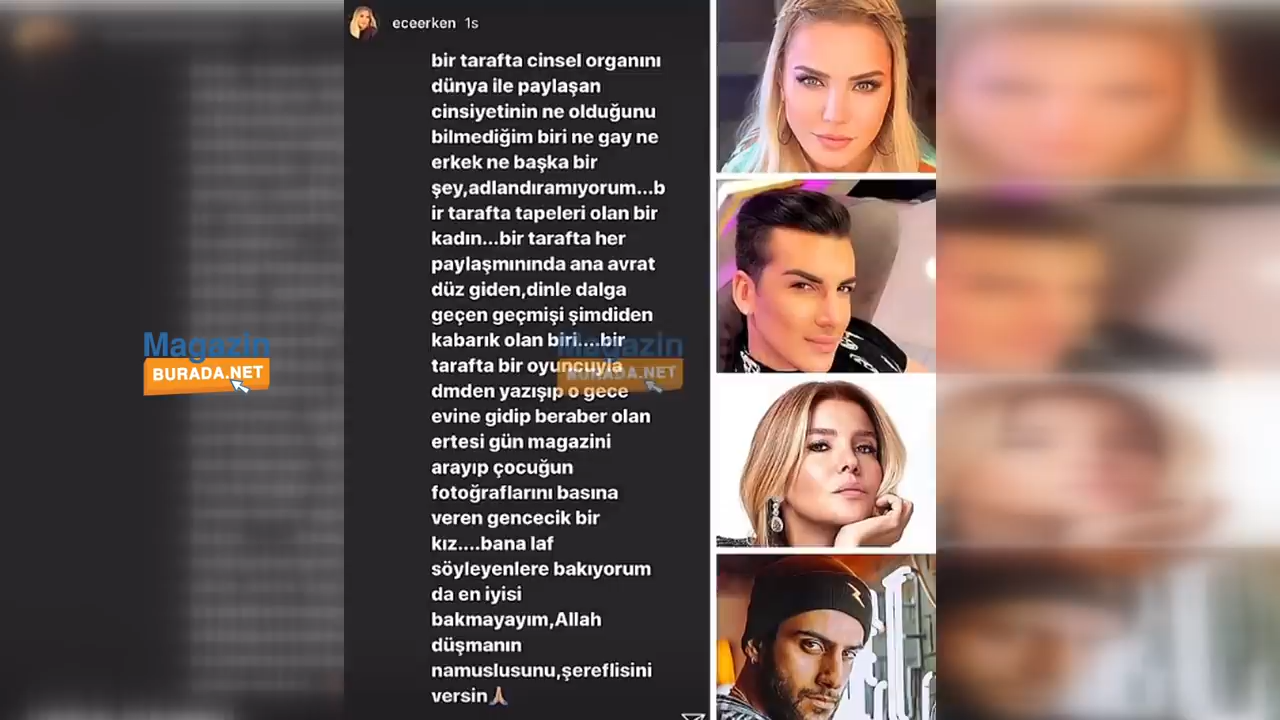 eceerken 1s
bir tarafta cinsel organını
dünya ile paylaşan
cinsiyetinin ne olduğunu
bilmediğim biri ne gay ne
erkek ne başka bir
şey,adlandıramıyorum...b
ir tarafta tapeleri olan bir
kadın...bir tarafta her
paylaşmınında ana avrat
düz giden,dinle dalga
geçen geçmişi şimdiden
kabarık olan biri....bir
tarafta bir oyuncuyla
dmden yazışıp o gece
evine gidip beraber olan
ertesi gün magazini
arayıp çocuğun
fotoğraflarını basına
veren gencecik bir
kız....bana laf
söyleyenlere bakıyorum
da en iyisi
bakmayayım,Allah
düşmanın
namuslusunu,şereflisini
versin🙏🏼
Magazin
BURADA.NET
Magazin
BURADA.NET